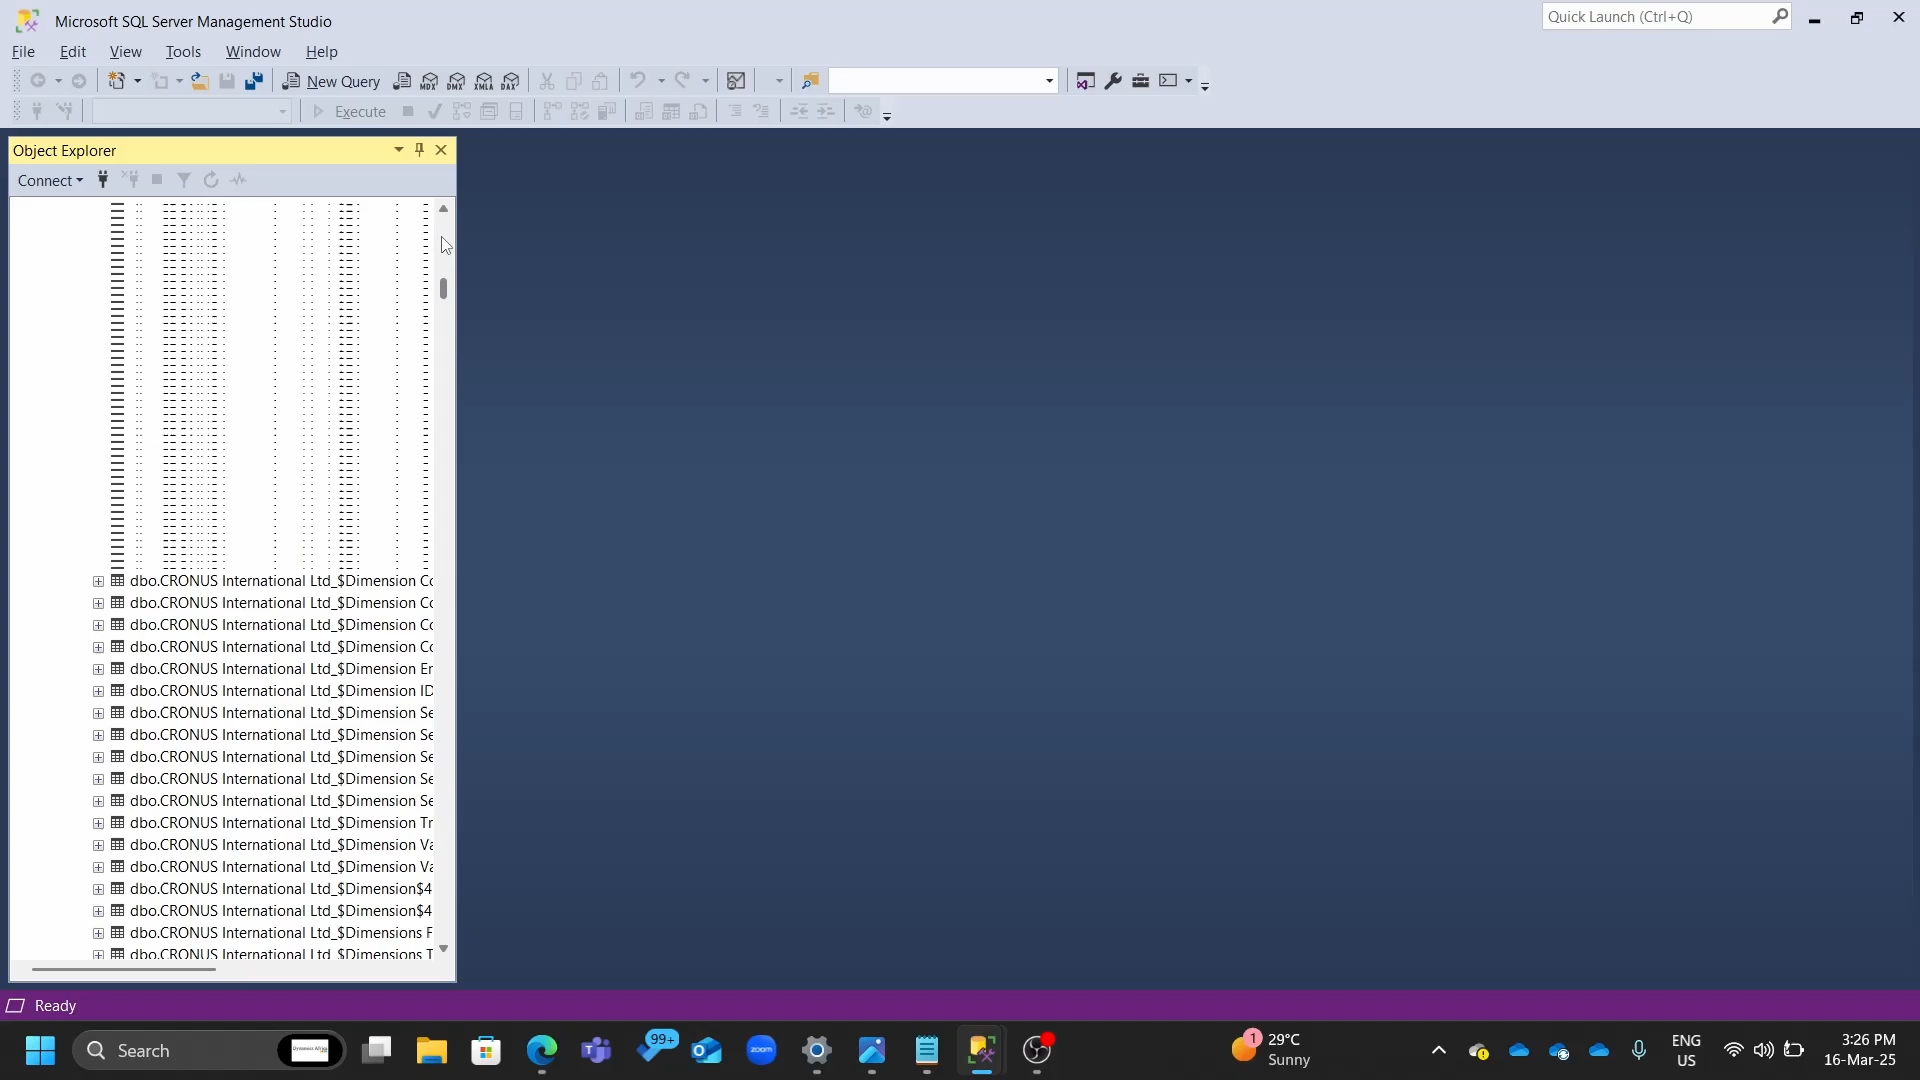 Microsoft SQL Server Management Studio
Quick Launch (Ctrl+Q)
File Edit View Tools Window Help
New Query MDX DMX XMLA DAX
Execute
Object Explorer
Connect
dbo.CRONUS International Ltd_$Dimension Co
dbo.CRONUS International Ltd_$Dimension Co
dbo.CRONUS International Ltd_$Dimension Co
dbo.CRONUS International Ltd_$Dimension Co
dbo.CRONUS International Ltd_$Dimension En
dbo.CRONUS International Ltd_$Dimension ID
dbo.CRONUS International Ltd_$Dimension Se
dbo.CRONUS International Ltd_$Dimension Se
dbo.CRONUS International Ltd_$Dimension Se
dbo.CRONUS International Ltd_$Dimension Se
dbo.CRONUS International Ltd_$Dimension Se
dbo.CRONUS International Ltd_$Dimension Tr
dbo.CRONUS International Ltd_$Dimension Va
dbo.CRONUS International Ltd_$Dimension Va
dbo.CRONUS International Ltd_$Dimension$4
dbo.CRONUS International Ltd_$Dimension$4
dbo.CRONUS International Ltd_$Dimensions F
dbo.CRONUS International Ltd_$Dimensions T
Ready
Search
99+
zoom
1
29°C
Sunny
ENG
US
3:26 PM
16-Mar-25